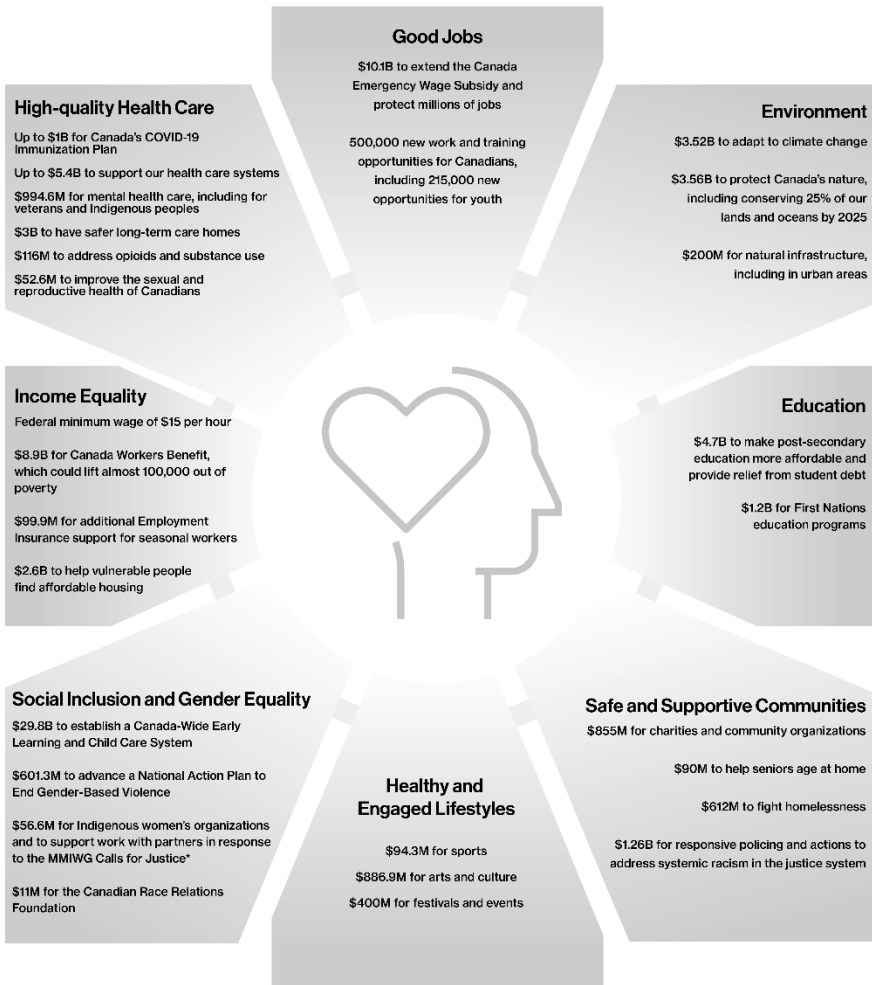 Good Jobs
$10.1B to extend the Canada
Emergency Wage Subsidy and
protect millions of jobs
500,000 new work and training
opportunities for Canadians,
including 215,000 new
opportunities for youth
High-quality Health Care
Up to $1B for Canada's COVID-19
Immunization Plan
Up to $5.4B to support our health care systems
$994.6M for mental health care, including for
veterans and Indigenous peoples
$3B to have safer long-term care homes
$116M to address opioids and substance use
$52.6M to improve the sexual and
reproductive health of Canadians
Environment
$3.52B to adapt to climate change
$3.56B to protect Canada's nature,
including conserving 25% of our
lands and oceans by 2025
$200M for natural infrastructure,
including in urban areas
Income Equality
Federal minimum wage of $15 per hour
$8.9B for Canada Workers Benefit,
which could lift almost 100,000 out of
poverty
$99.9M for additional Employment
Insurance support for seasonal workers
$2.6B to help vulnerable people
find affordable housing
Education
$4.7B to make post-secondary
education more affordable and
provide relief from student debt
$1.2B for First Nations
education programs
Social Inclusion and Gender Equality
$29.8B to establish a Canada-Wide Early
Learning and Child Care System
$601.3M to advance a National Action Plan to
End Gender-Based Violence
$56.6M for Indigenous women's organizations
and to support work with partners in response
to the MMIWG Calls for Justice*
$11M for the Canadian Race Relations
Foundation
Healthy and
Engaged Lifestyles
$94.3M for sports
$886.9M for arts and culture
$400M for festivals and events
Safe and Supportive Communities
$855M for charities and community organizations
$90M to help seniors age at home
$612M to fight homelessness
$1.26B for responsive policing and actions to
address systemic racism in the justice system